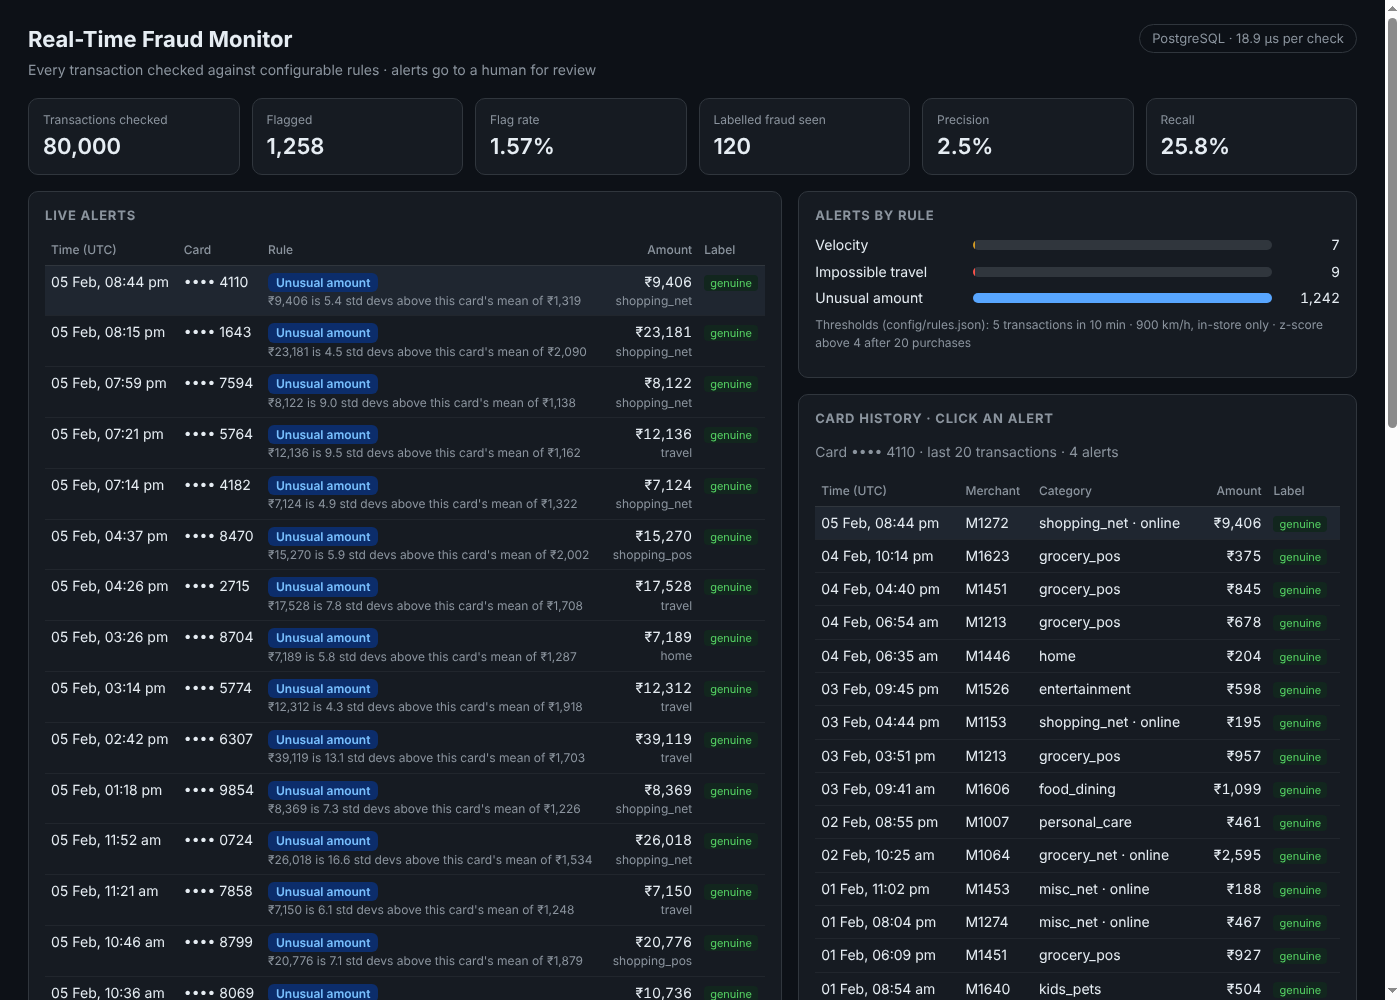 Real-Time Fraud Monitor
PostgreSQL · 18.9 µs per check
Every transaction checked against configurable rules · alerts go to a human for review
Transactions checked
80,000
Flagged
1,258
Flag rate
1.57%
Labelled fraud seen
120
Precision
2.5%
Recall
25.8%
LIVE ALERTS
Time (UTC) Card Rule Amount Label
05 Feb, 08:44 pm •••• 4110 Unusual amount ₹9,406 genuine
₹9,406 is 5.4 std devs above this card's mean of ₹1,319 shopping_net
05 Feb, 08:15 pm •••• 1643 Unusual amount ₹23,181 genuine
₹23,181 is 4.5 std devs above this card's mean of ₹2,090 shopping_net
05 Feb, 07:59 pm •••• 7594 Unusual amount ₹8,122 genuine
₹8,122 is 9.0 std devs above this card's mean of ₹1,138 shopping_net
05 Feb, 07:21 pm •••• 5764 Unusual amount ₹12,136 genuine
₹12,136 is 9.5 std devs above this card's mean of ₹1,162 travel
05 Feb, 07:14 pm •••• 4182 Unusual amount ₹7,124 genuine
₹7,124 is 4.9 std devs above this card's mean of ₹1,322 shopping_net
05 Feb, 04:37 pm •••• 8470 Unusual amount ₹15,270 genuine
₹15,270 is 5.9 std devs above this card's mean of ₹2,002 shopping_pos
05 Feb, 04:26 pm •••• 2715 Unusual amount ₹17,528 genuine
₹17,528 is 7.8 std devs above this card's mean of ₹1,708 travel
05 Feb, 03:26 pm •••• 8704 Unusual amount ₹7,189 genuine
₹7,189 is 5.8 std devs above this card's mean of ₹1,287 home
05 Feb, 03:14 pm •••• 5774 Unusual amount ₹12,312 genuine
₹12,312 is 4.3 std devs above this card's mean of ₹1,918 travel
05 Feb, 02:42 pm •••• 6307 Unusual amount ₹39,119 genuine
₹39,119 is 13.1 std devs above this card's mean of ₹1,703 travel
05 Feb, 01:18 pm •••• 9854 Unusual amount ₹8,369 genuine
₹8,369 is 7.3 std devs above this card's mean of ₹1,226 shopping_net
05 Feb, 11:52 am •••• 0724 Unusual amount ₹26,018 genuine
₹26,018 is 16.6 std devs above this card's mean of ₹1,534 shopping_net
05 Feb, 11:21 am •••• 7858 Unusual amount ₹7,150 genuine
₹7,150 is 6.1 std devs above this card's mean of ₹1,248 travel
05 Feb, 10:46 am •••• 8799 Unusual amount ₹20,776 genuine
₹20,776 is 7.1 std devs above this card's mean of ₹1,879 shopping_pos
05 Feb, 10:36 am •••• 8069 Unusual amount ₹10,736 genuine
ALERTS BY RULE
Velocity 7
Impossible travel 9
Unusual amount 1,242
Thresholds (config/rules.json): 5 transactions in 10 min · 900 km/h, in-store only · z-score
above 4 after 20 purchases
CARD HISTORY · CLICK AN ALERT
Card •••• 4110 · last 20 transactions · 4 alerts
Time (UTC) Merchant Category Amount Label
05 Feb, 08:44 pm M1272 shopping_net · online ₹9,406 genuine
04 Feb, 10:14 pm M1623 grocery_pos ₹375 genuine
04 Feb, 04:40 pm M1451 grocery_pos ₹845 genuine
04 Feb, 06:54 am M1213 grocery_pos ₹678 genuine
04 Feb, 06:35 am M1446 home ₹204 genuine
03 Feb, 09:45 pm M1526 entertainment ₹598 genuine
03 Feb, 04:44 pm M1153 shopping_net · online ₹195 genuine
03 Feb, 03:51 pm M1213 grocery_pos ₹957 genuine
03 Feb, 09:41 am M1606 food_dining ₹1,099 genuine
02 Feb, 08:55 pm M1007 personal_care ₹461 genuine
02 Feb, 10:25 am M1064 grocery_net · online ₹2,595 genuine
01 Feb, 11:02 pm M1453 misc_net · online ₹188 genuine
01 Feb, 08:04 pm M1274 misc_net · online ₹467 genuine
01 Feb, 06:09 pm M1451 grocery_pos ₹927 genuine
01 Feb, 08:54 am M1640 kids_pets ₹504 genuine